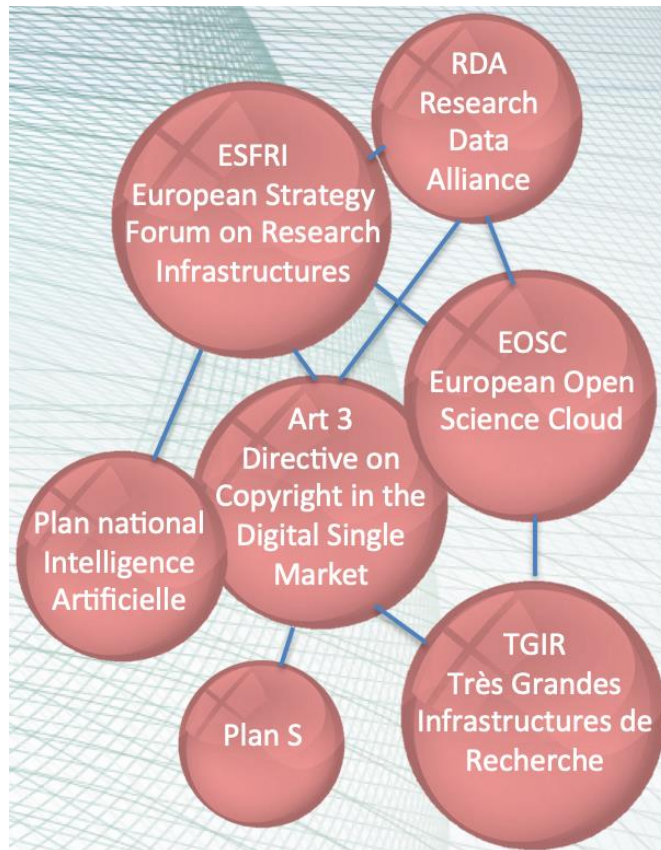 RDA
Research
Data
Alliance
ESFRI
European Strategy
Forum on Research
Infrastructures
EOSC
European Open
Science Cloud
Art 3
Directive on
Copyright in the
Digital Single
Market
Plan national
Intelligence
Artificielle
TGIR
Très Grandes
Infrastructures de
Recherche
Plan S